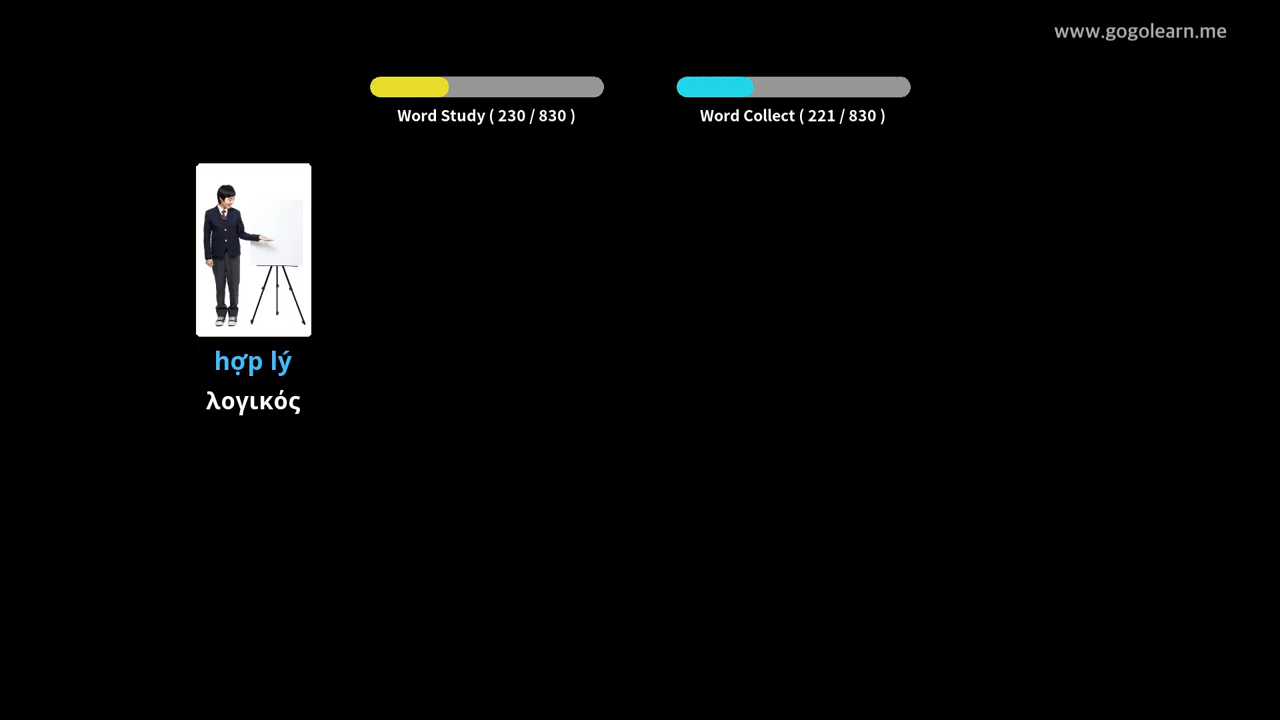 www.gogolearn.me
Word Study ( 230 / 830 )
Word Collect ( 221 / 830 )
hợp lý
λογικός